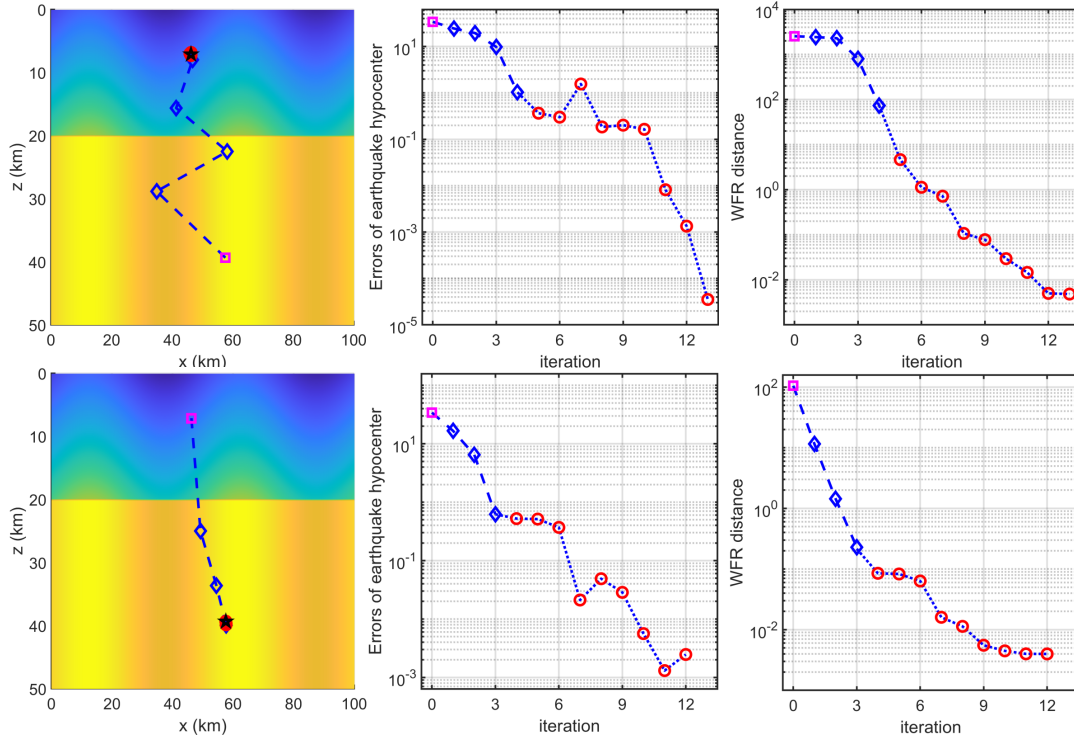 0
10
20
30
40
50
z (km)
0 20 40 60 80 100
x (km)
10^1
10^-1
10^-3
10^-5
Errors of earthquake hypocenter
0 3 6 9 12
iteration
10^4
10^2
10^0
10^-2
WFR distance
0 3 6 9 12
iteration
0
10
20
30
40
50
z (km)
0 20 40 60 80 100
x (km)
10^1
10^-1
10^-3
Errors of earthquake hypocenter
0 3 6 9 12
iteration
10^2
10^0
10^-2
WFR distance
0 3 6 9 12
iteration